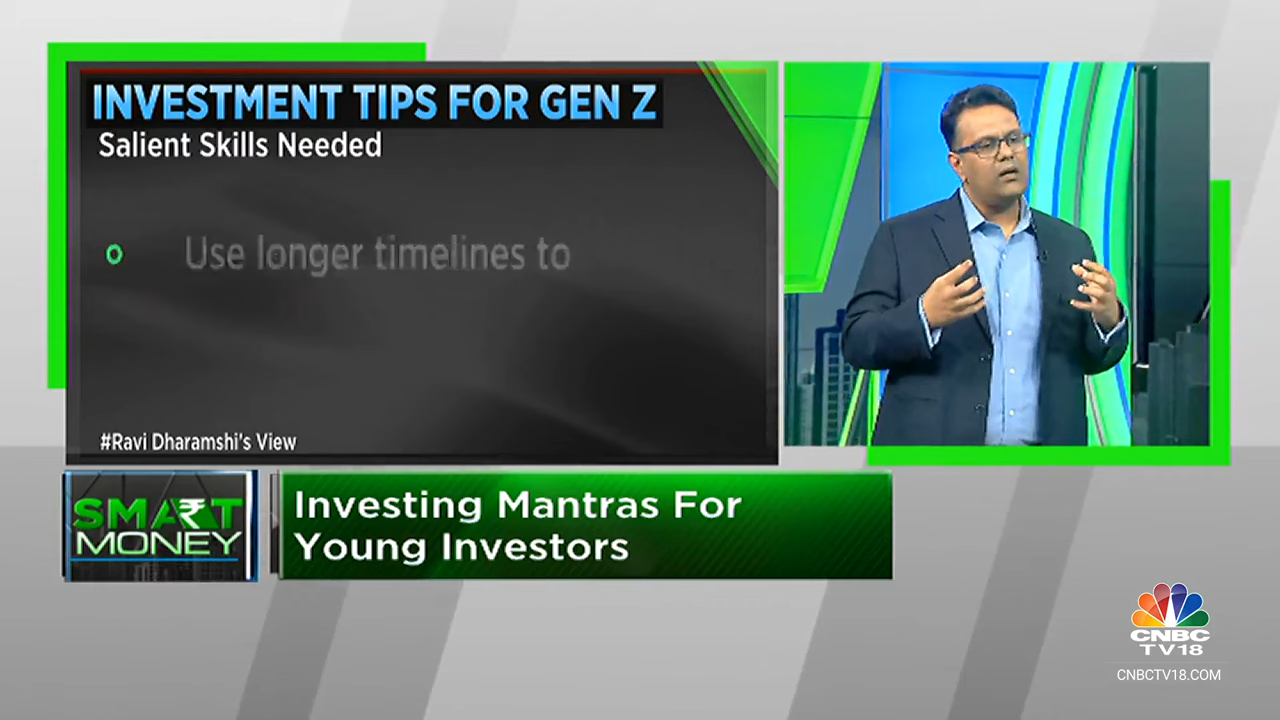 INVESTMENT TIPS FOR GEN Z
Salient Skills Needed
Use longer timelines to
#Ravi Dharamshi's View
SMART
MONEY
Investing Mantras For
Young Investors
CNBC
TV18
CNBCTV18.COM